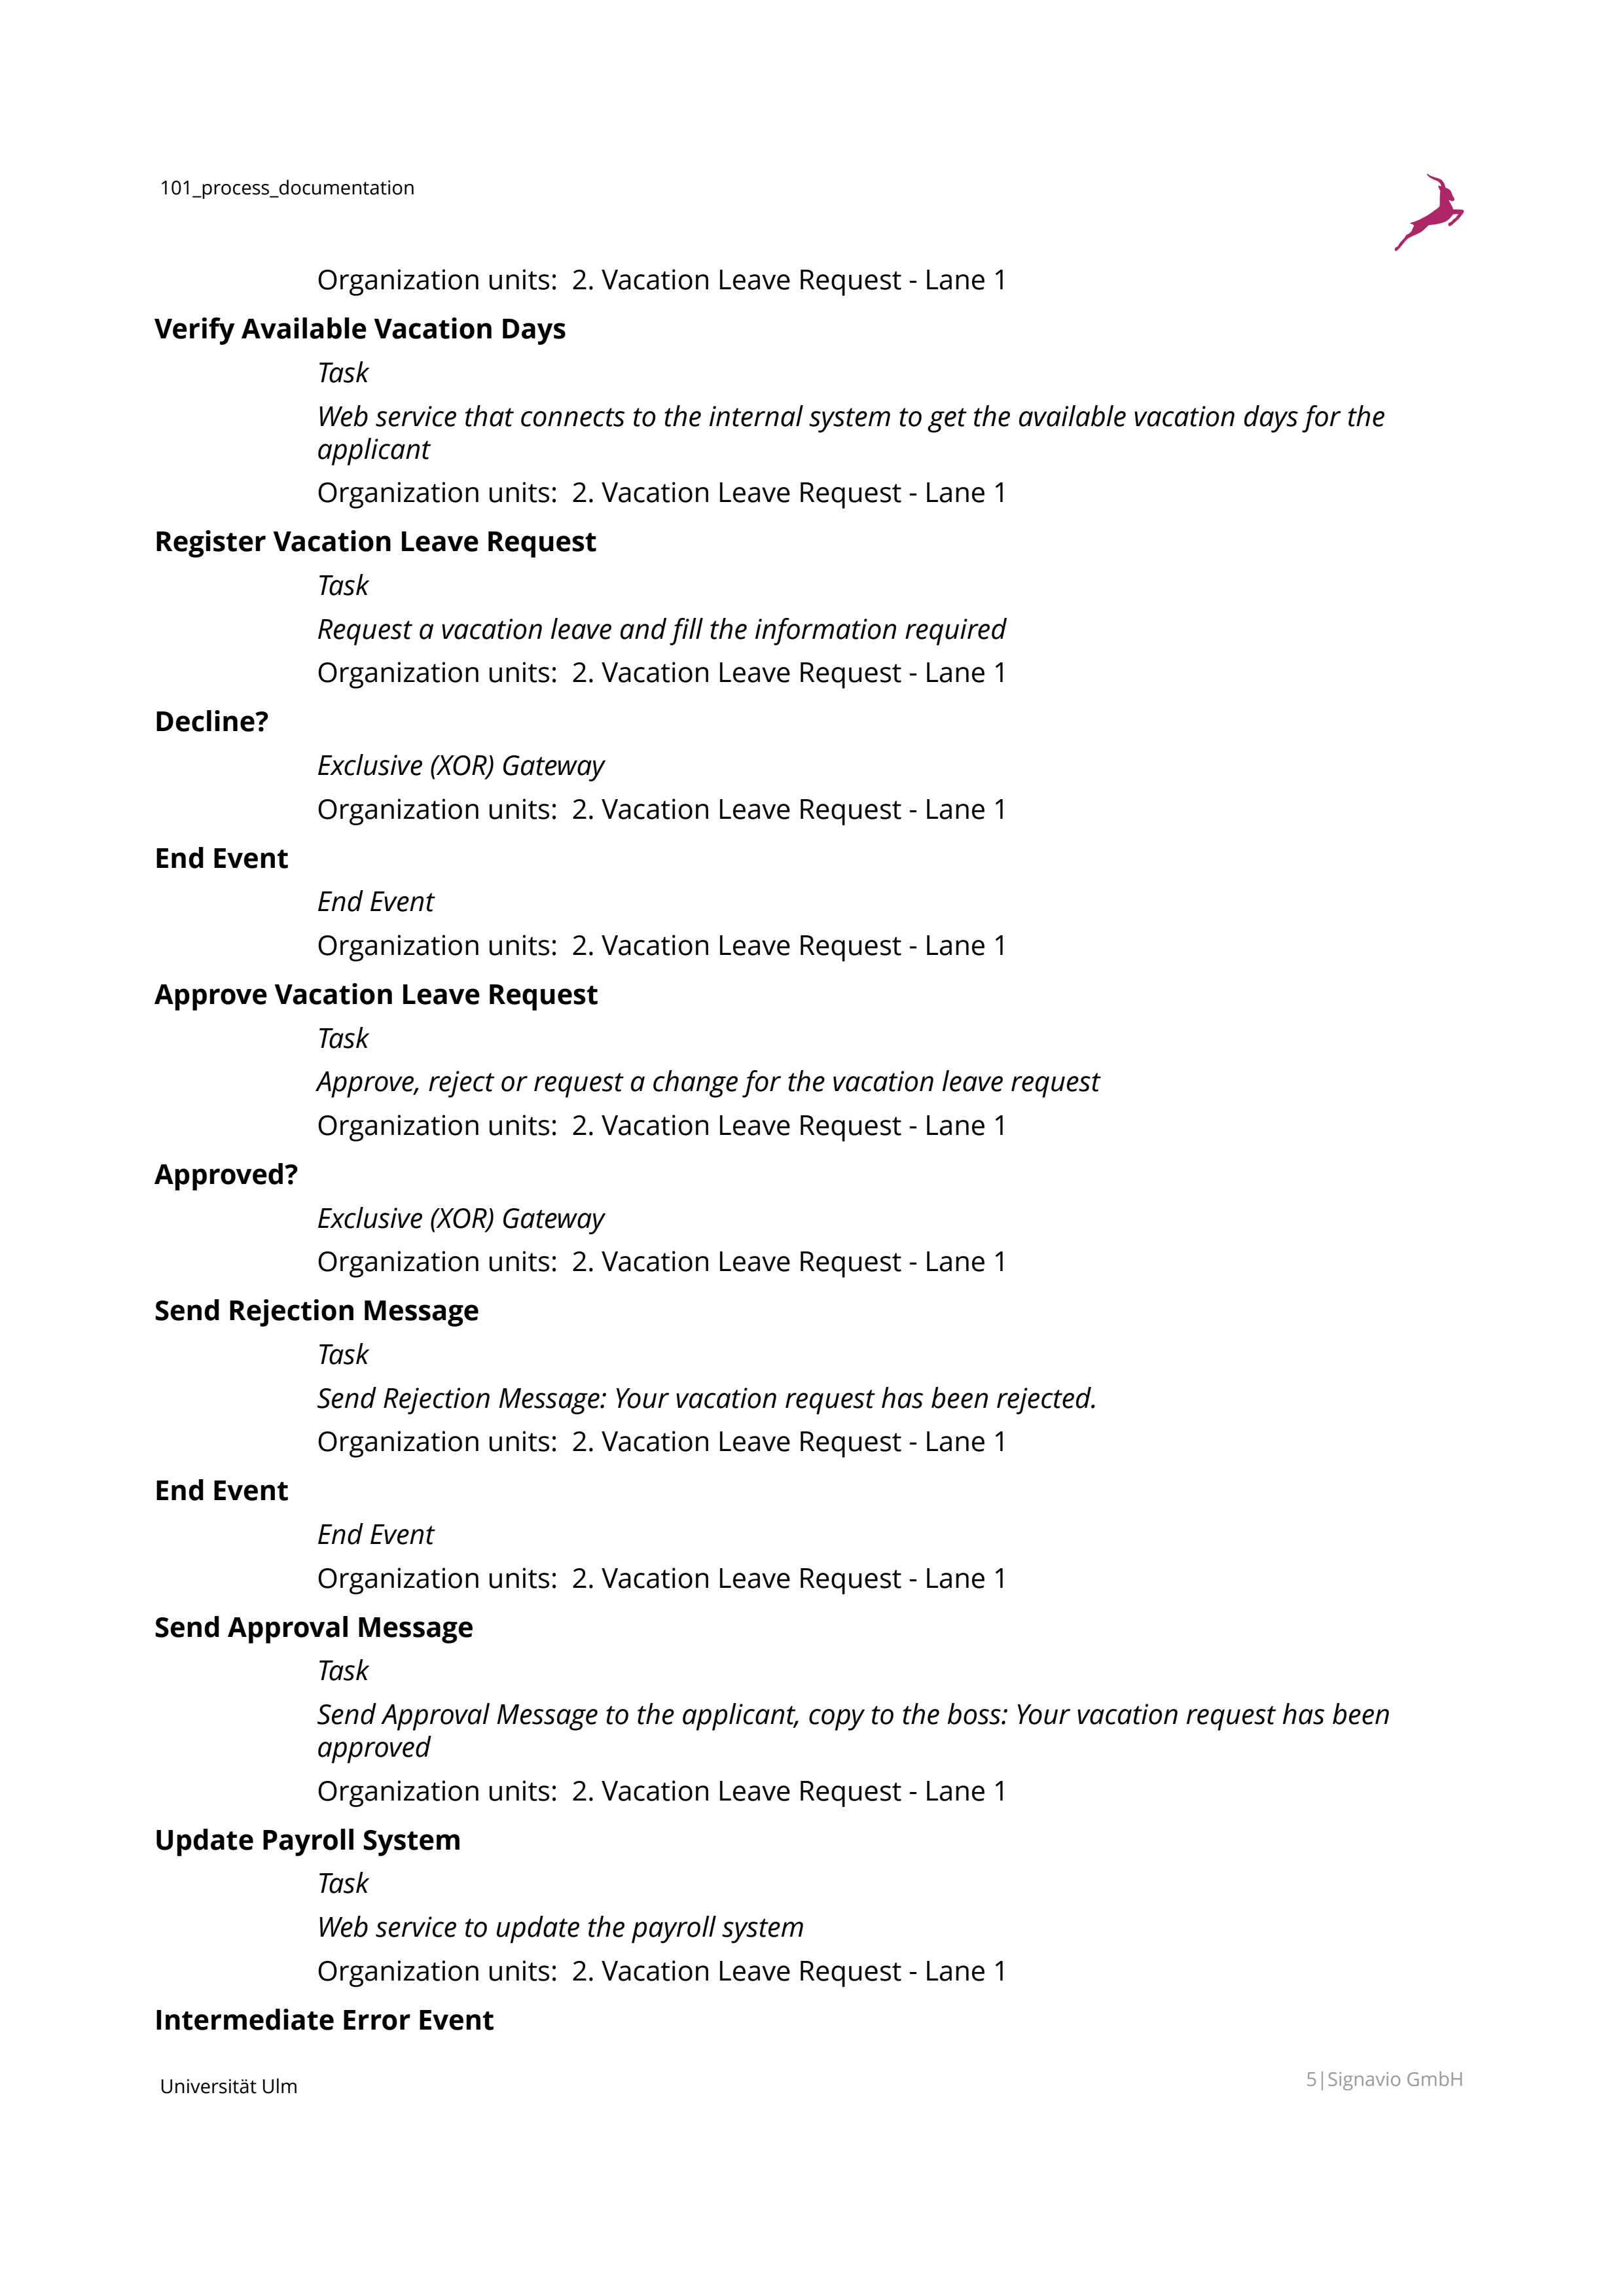 101_process_documentation
Organization units:  2. Vacation Leave Request - Lane 1
Verify Available Vacation Days
Task
Web service that connects to the internal system to get the available vacation days for the
applicant
Organization units:  2. Vacation Leave Request - Lane 1
Register Vacation Leave Request
Task
Request a vacation leave and fill the information required
Organization units:  2. Vacation Leave Request - Lane 1
Decline?
Exclusive (XOR) Gateway
Organization units:  2. Vacation Leave Request - Lane 1
End Event
End Event
Organization units:  2. Vacation Leave Request - Lane 1
Approve Vacation Leave Request
Task
Approve, reject or request a change for the vacation leave request
Organization units:  2. Vacation Leave Request - Lane 1
Approved?
Exclusive (XOR) Gateway
Organization units:  2. Vacation Leave Request - Lane 1
Send Rejection Message
Task
Send Rejection Message: Your vacation request has been rejected.
Organization units:  2. Vacation Leave Request - Lane 1
End Event
End Event
Organization units:  2. Vacation Leave Request - Lane 1
Send Approval Message
Task
Send Approval Message to the applicant, copy to the boss: Your vacation request has been
approved
Organization units:  2. Vacation Leave Request - Lane 1
Update Payroll System
Task
Web service to update the payroll system
Organization units:  2. Vacation Leave Request - Lane 1
Intermediate Error Event
Universität Ulm
5|Signavio GmbH